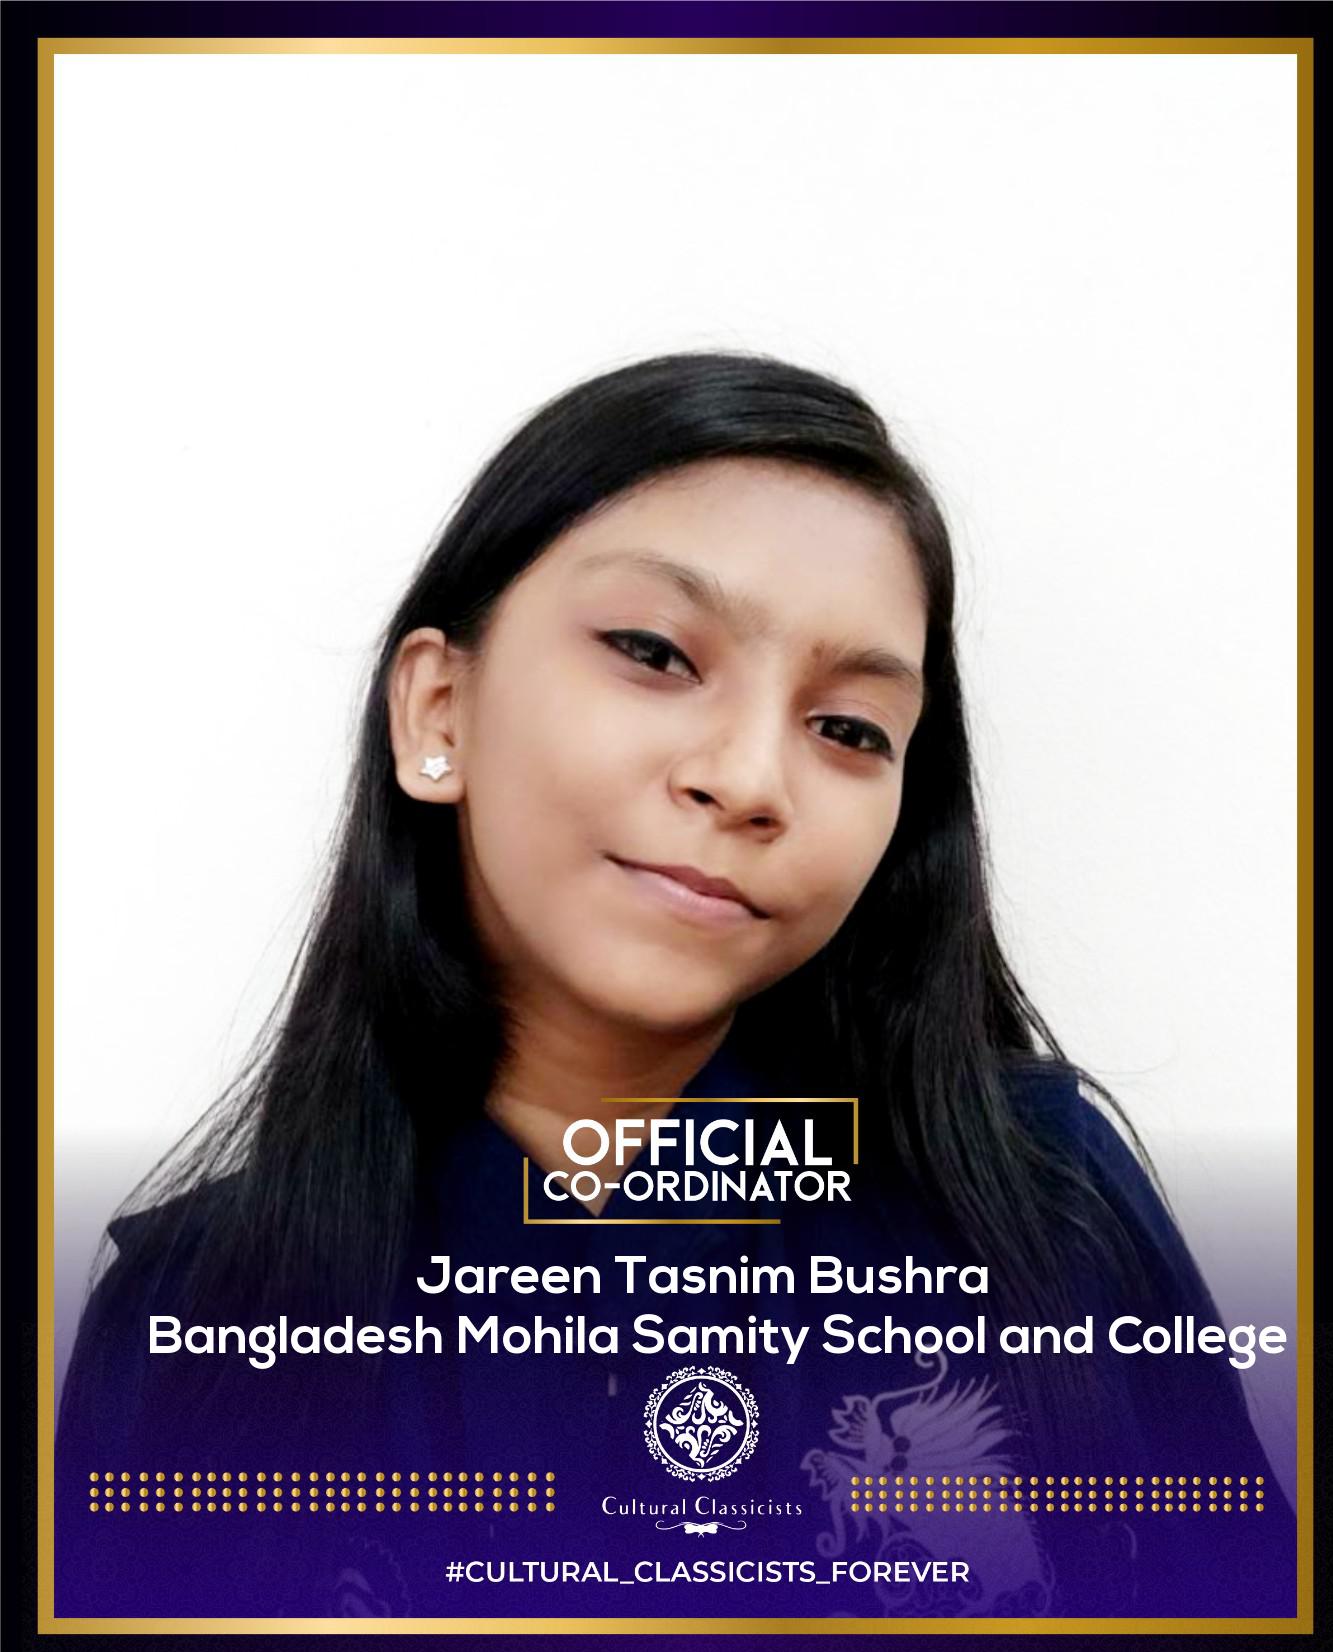 OFFICIAL
CO-ORDINATOR
Jareen Tasnim Bushra
Bangladesh Mohila Samity School and College
Cultural Classicists
#CULTURAL_CLASSICISTS_FOREVER